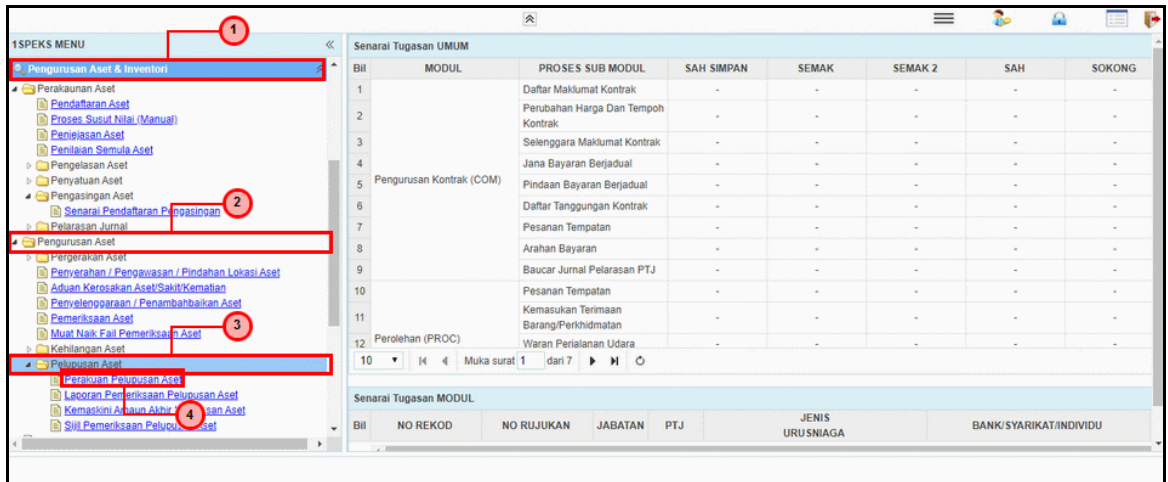 1
1SPEKS MENU
Pengurusan Aset & Inventori
Perakaunan Aset
Pendaftaran Aset
Proses Susut Nilai (Manual)
Penjejasan Aset
Penilaian Semula Aset
Pengelasan Aset
Penyatuan Aset
Pengasingan Aset
2
Senarai Pendaftaran Pengasingan
Pelarasan Jurnal
Pengurusan Aset
Pergerakan Aset
Penyerahan / Pengawasan / Pindahan Lokasi Aset
Aduan Kerosakan Aset/Sakit/Kematian
Penyelenggaraan / Penambahbaikan Aset
Pemeriksaan Aset
3
Muat Naik Fail Pemeriksaan Aset
Kehilangan Aset
Pelupusan Aset
Perakuan Pelupusan Aset
Laporan Pemeriksaan Pelupusan Aset
Kemaskini Amaun Akhir san Aset
4
Sijil Pemeriksaan Pelupu set
Senarai Tugasan UMUM
Bil MODUL PROSES SUB MODUL SAH SIMPAN SEMAK SEMAK 2 SAH SOKONG
1 Daftar Maklumat Kontrak - - - - -
2 Perubahan Harga Dan Tempoh
Kontrak - - - - -
3 Selenggara Maklumat Kontrak - - - - -
4 Jana Bayaran Berjadual - - - - -
5 Pengurusan Kontrak (COM) Pindaan Bayaran Berjadual - - - - -
6 Daftar Tanggungan Kontrak - - - - -
7 Pesanan Tempatan - - - - -
8 Arahan Bayaran - - - - -
9 Baucar Jurnal Pelarasan PTJ - - - - -
10 Pesanan Tempatan - - - - -
11 Kemasukan Terimaan
Barang/Perkhidmatan - - - - -
12 Perolehan (PROC) Waran Perjalanan Udara - - - - -
10 Muka surat 1 dari 7
Senarai Tugasan MODUL
Bil NO REKOD NO RUJUKAN JABATAN PTJ JENIS
URUSNIAGA BANK/SYARIKAT/INDIVIDU